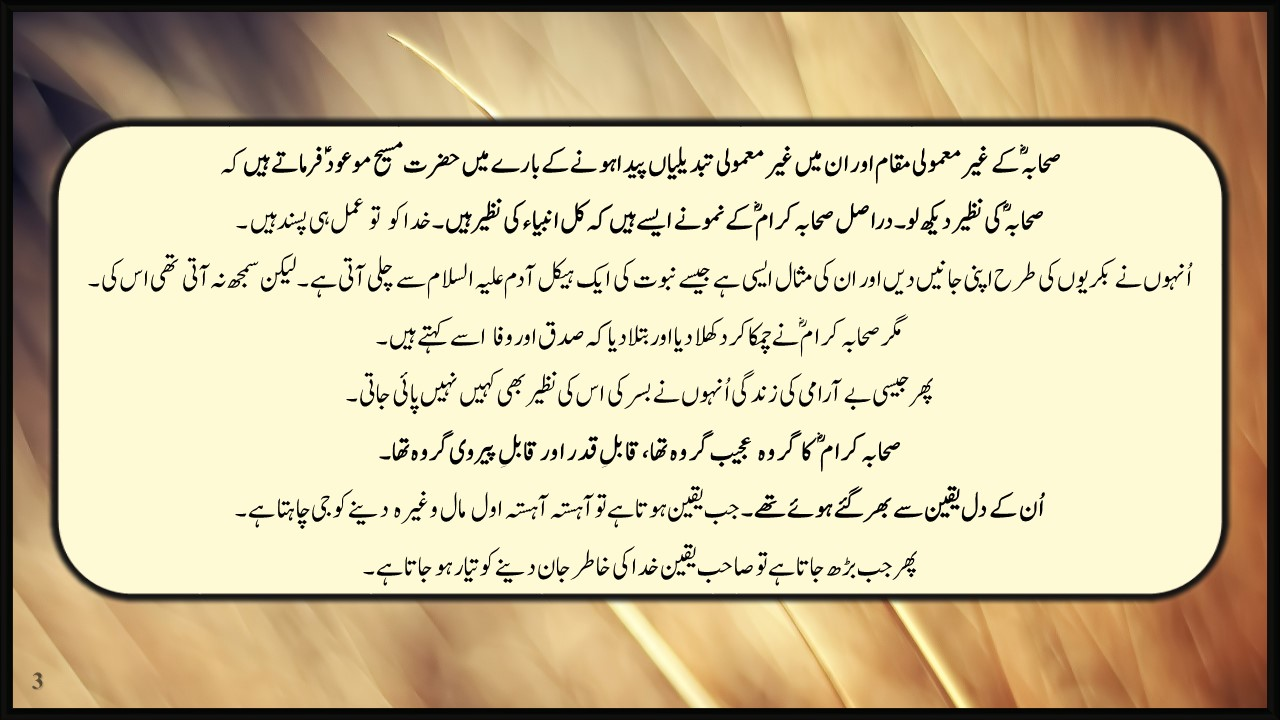 صحابہؓ کے غیر معمولی مقام اور ان میں غیر معمولی تبدیلیاں پیدا ہونے کے بارے میں حضرت مسیح موعودؑ فرماتے ہیں کہ
صحابہؓ کی نظیر دیکھ لو۔ دراصل صحابہ کرامؓ کے نمونے ایسے ہیں کہ کل انبیاء کی نظیر ہیں۔ خدا کو تو عمل ہی پسند ہیں۔
اُنہوں نے بکریوں کی طرح اپنی جانیں دیں اور ان کی مثال ایسی ہے جیسے نبوت کی ایک ہیکل آدم علیہ السلام سے چلی آتی ہے۔ لیکن سمجھ نہ آتی تھی اس کی۔
مگر صحابہ کرامؓ نے چمکا کر دکھلا دیا اور بتلا دیا کہ صدق اور وفا اسے کہتے ہیں۔
پھر جیسی بے آرامی کی زندگی اُنہوں نے بسر کی اس کی نظیر بھی کہیں نہیں پائی جاتی۔
صحابہ کرامؓ کا گروہ عجیب گروہ تھا، قابلِ قدر اور قابلِ پیروی گروہ تھا۔
اُن کے دل یقین سے بھر گئے ہوئے تھے۔ جب یقین ہوتا ہے تو آہستہ آہستہ اول مال وغیرہ دینے کو جی چاہتا ہے۔
پھر جب بڑھ جاتا ہے تو صاحب یقین خدا کی خاطر جان دینے کو تیار ہو جاتا ہے۔
3